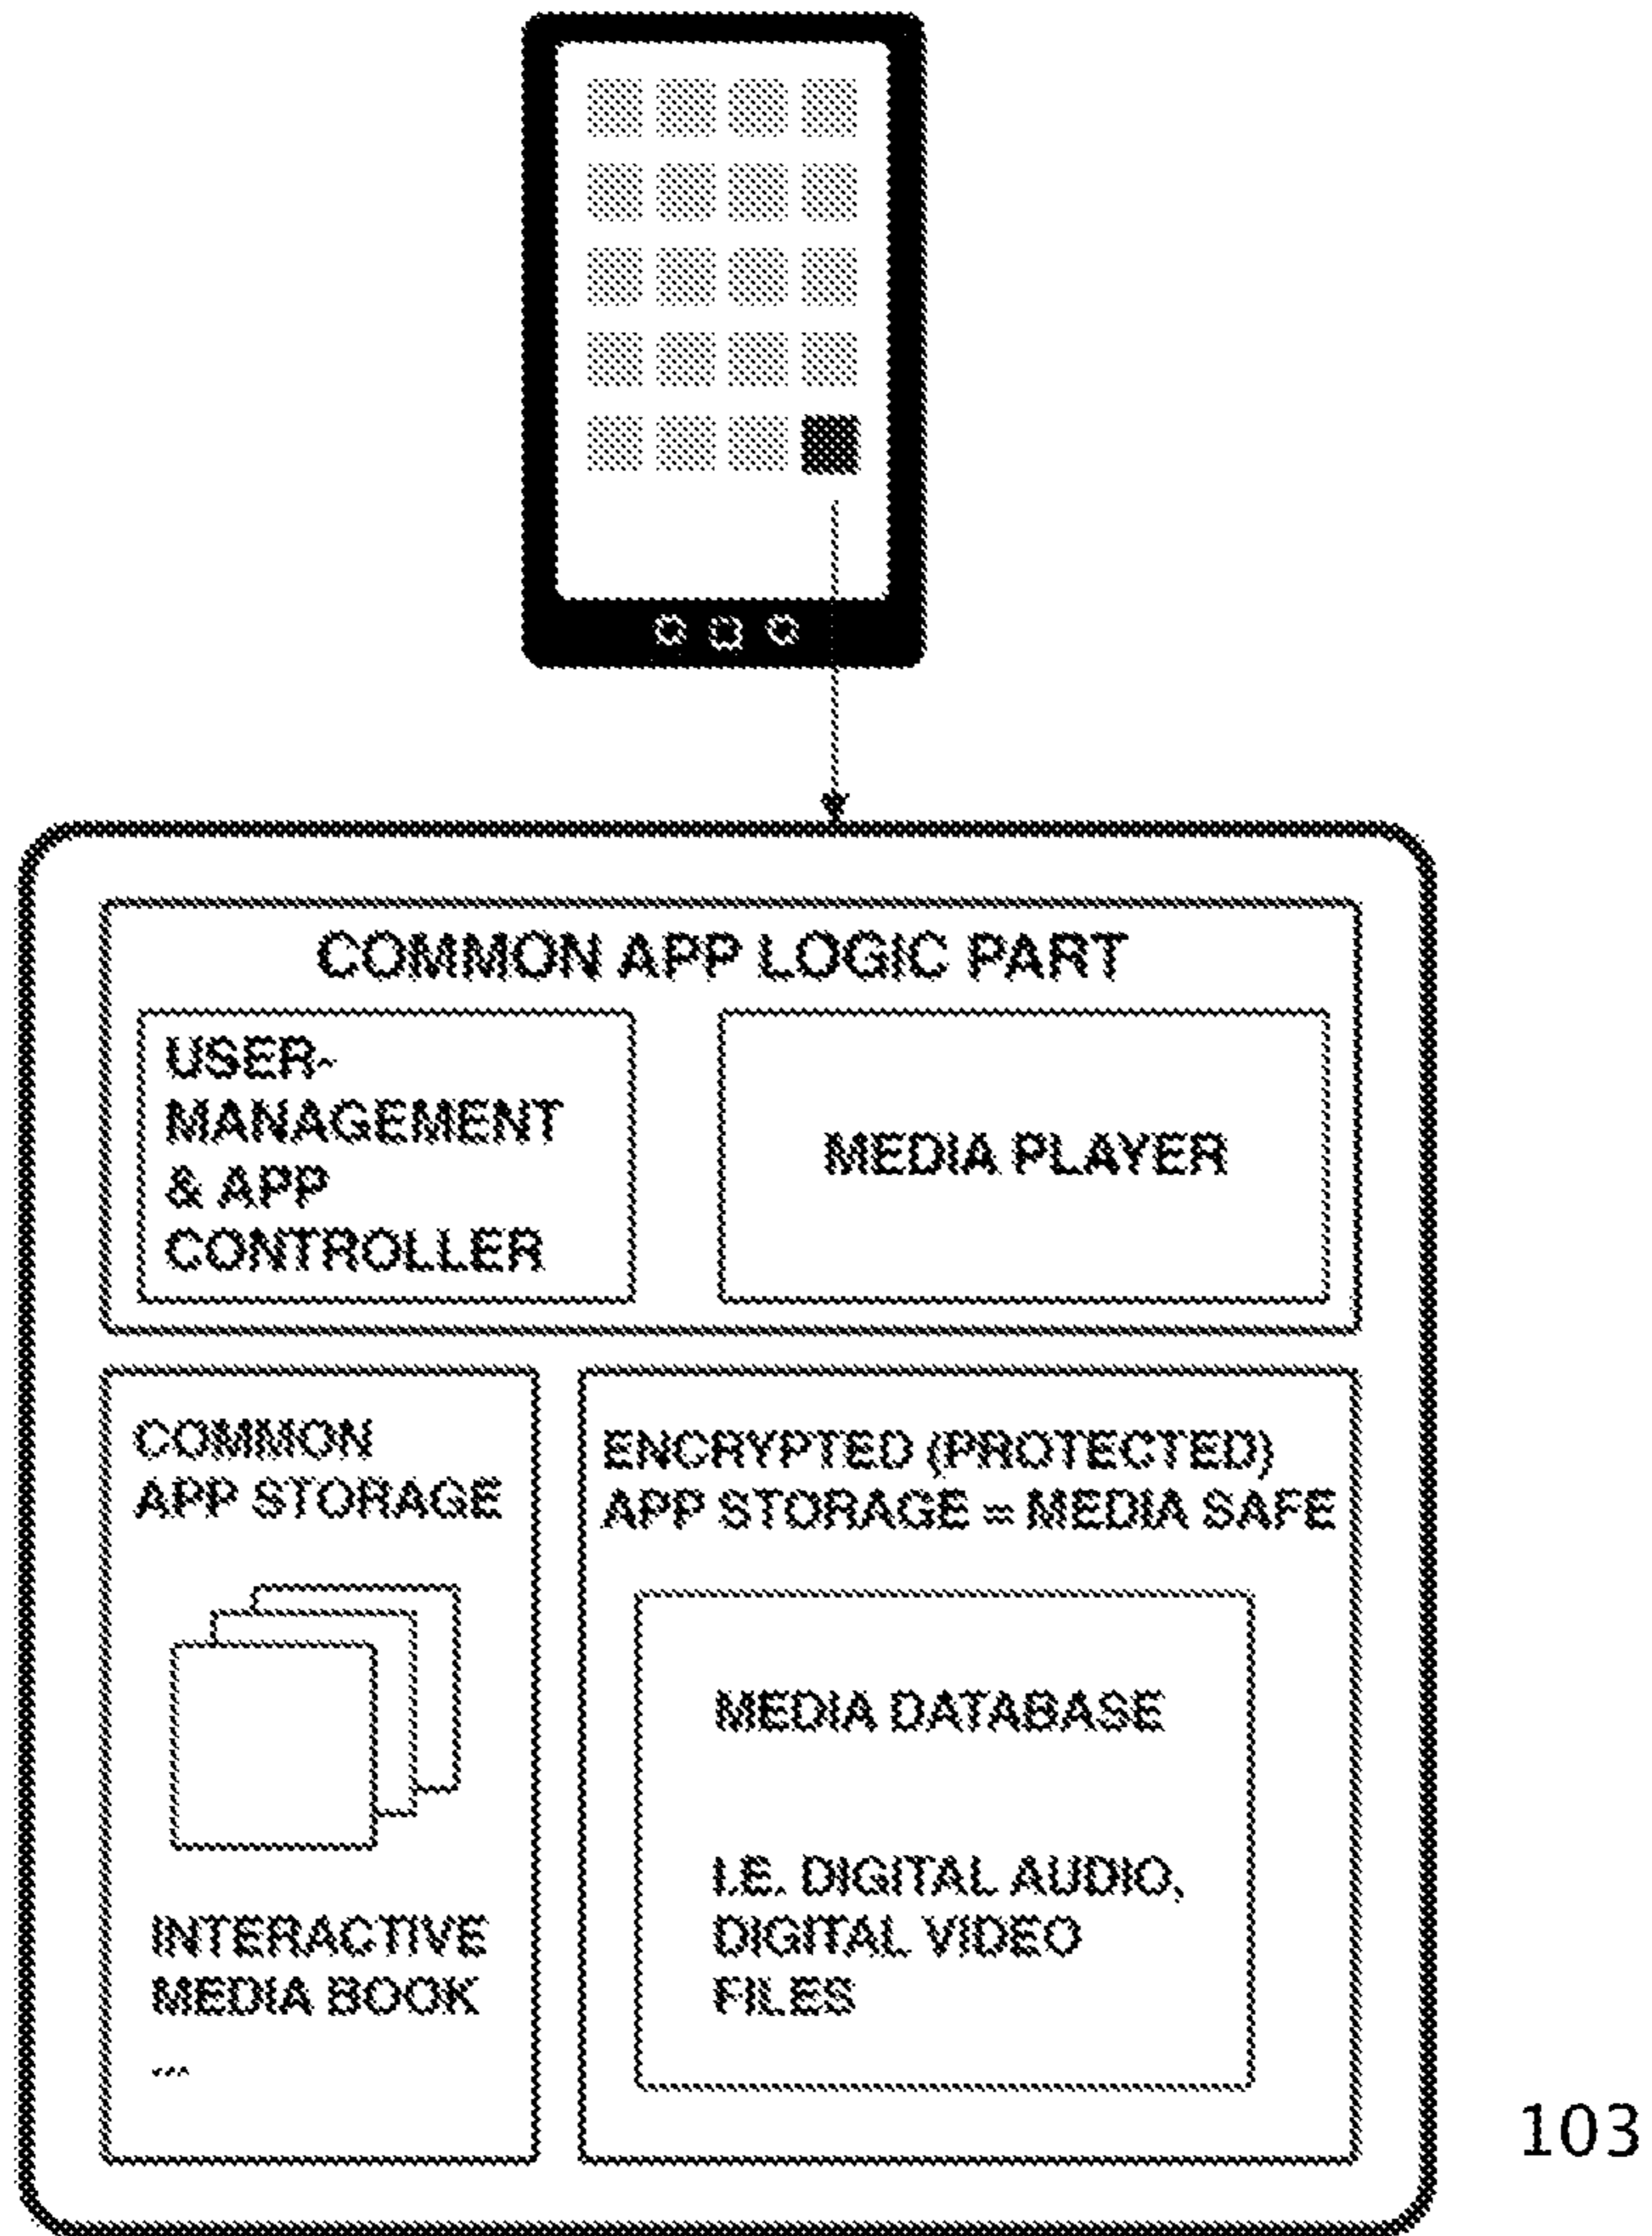 COMMON APP LOGIC PART
USER-
MANAGEMENT
& APP
CONTROLLER
MEDIA PLAYER
COMMON
APP STORAGE
INTERACTIVE
MEDIA BOOK
...
ENCRYPTED (PROTECTED)
APP STORAGE = MEDIA SAFE
MEDIA DATABASE
I.E. DIGITAL AUDIO,
DIGITAL VIDEO
FILES
103